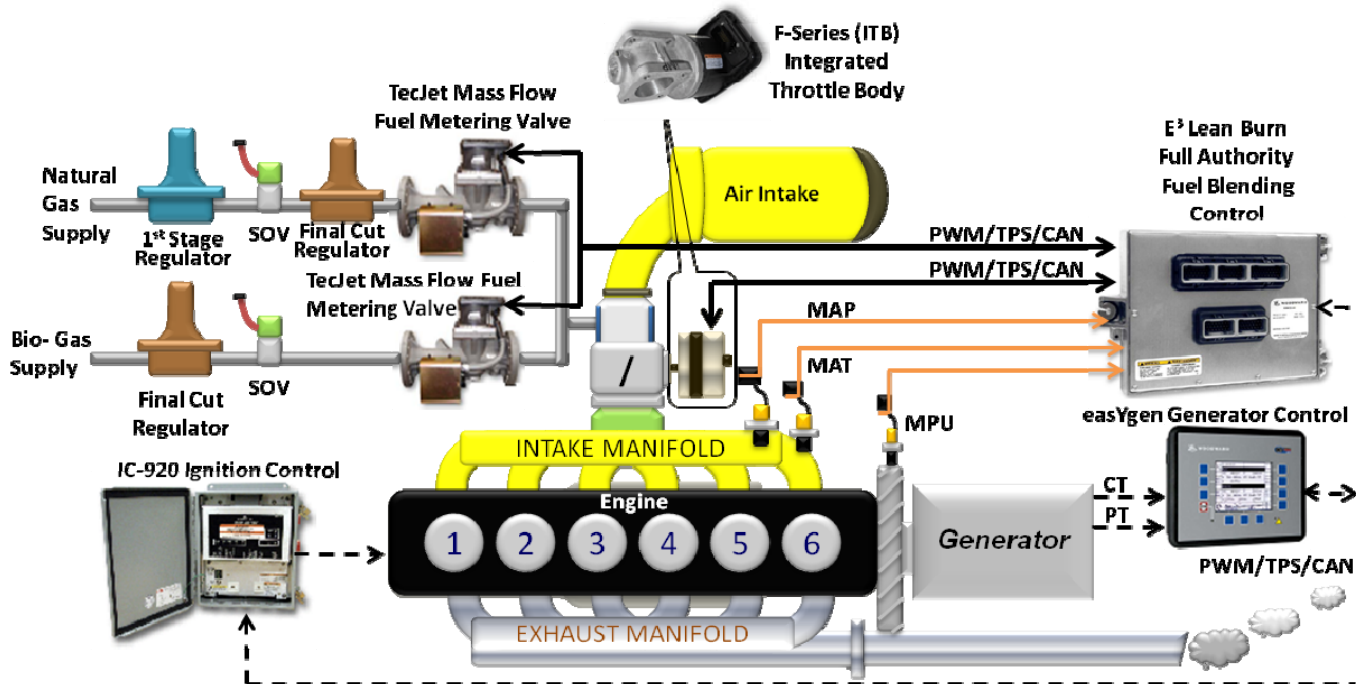 F-Series (ITB)
Integrated
Throttle Body
TecJet Mass Flow
Fuel Metering Valve
E³ Lean Burn
Full Authority
Fuel Blending
Control
Natural
Gas
Supply
1st Stage
Regulator
SOV
Final Cut
Regulator
Air Intake
PWM/TPS/CAN
PWM/TPS/CAN
TecJet Mass Flow Fuel
Metering Valve
MAP
MAT
MPU
Bio- Gas
Supply
SOV
Final Cut
Regulator
/
easYgen Generator Control
INTAKE MANIFOLD
IC-920 Ignition Control
Engine
1 2 3 4 5 6
Generator
CT
PT
PWM/TPS/CAN
EXHAUST MANIFOLD